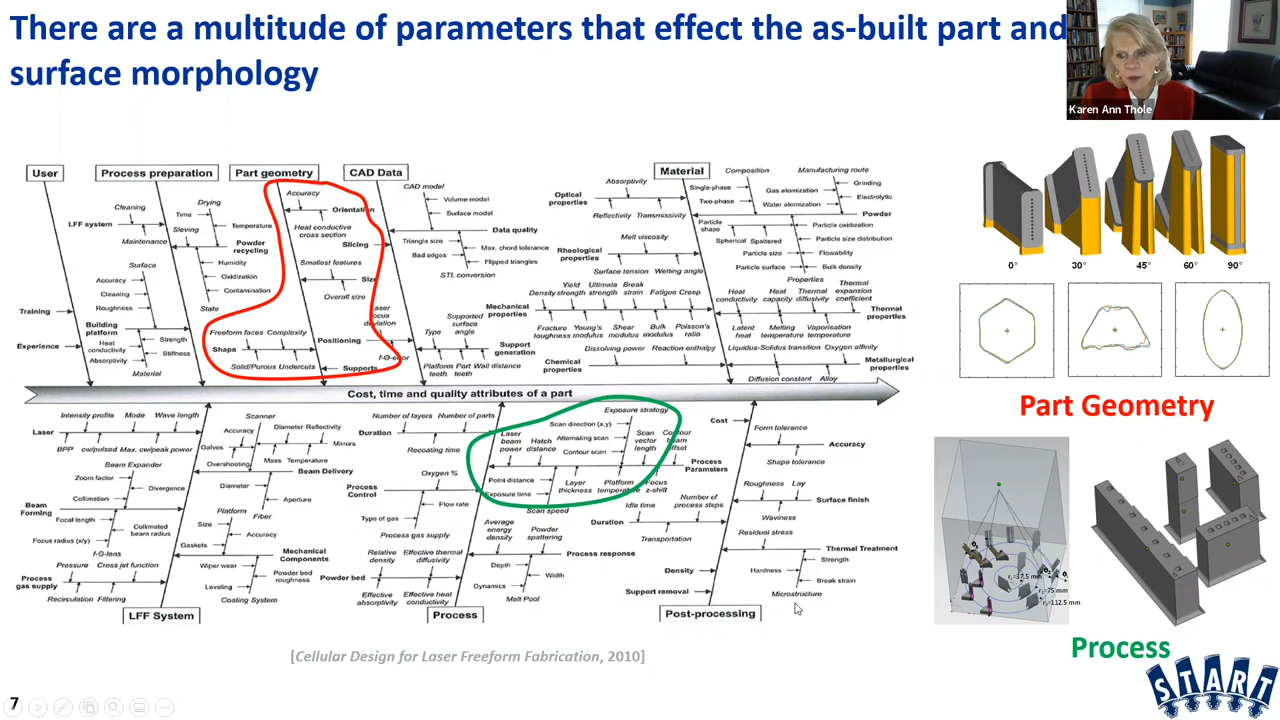 There are a multitude of parameters that effect the as-built part and
surface morphology
Karen Ann Thole
User
Process preparation
Part geometry
CAD Data
Material
LFF system
Cleaning
Maintenance
Training
Experience
Drying
Time
Sieving
Temperature
Powder
recycling
Humidity
Oxidization
Contamination
State
Surface
Accuracy
Cleaning
Roughness
Building
platform
Heat
conductivity
Absorptivity
Strength
Stiffness
Material
Accuracy
Orientation
Heat conductive
cross section
Slicing
Smallest features
Size
Overall size
Freeform faces Complexity
Shape
Solid/Porous Undercuts
Positioning
Supports
CAD model
Volume model
Surface model
Data quality
Triangle size
Bad edges
Max. chord tolerance
Flipped triangles
STL conversion
Type
Supported
surface
angle
Support
generation
Platform
teeth
Part
teeth
Wall distance
Optical
properties
Absorptivity
Reflectivity Transmissivity
Rheological
properties
Melt viscosity
Surface tension Wetting angle
Mechanical
properties
Density
Yield
strength
Ultimate
strength
Break
strain
Fatigue Creep
Fracture
toughness
Young's
modulus
Shear
modulus
Bulk
modulus
Poisson's
ratio
Chemical
properties
Dissolving power
Reaction enthalpy
Composition
Single-phase
Two-phase
Manufacturing route
Grinding
Gas atomization
Electrolytic
Water atomization
Powder
Particle
shape
Particle oxidization
Spherical Spattered
Particle size distribution
Particle size
Flowability
Particle surface
Bulk density
Properties
Heat
conductivity
Heat
capacity
Thermal
diffusivity
Thermal
expansion
coefficient
Thermal
properties
Latent
heat
Melting
temperature
Vaporisation
temperature
Liquidus-Solidus transition
Oxygen affinity
Metallurgical
properties
Diffusion constant
Alloy
Cost, time and quality attributes of a part
Intensity profile
Mode
Wave length
Laser
BPP
cw/pulsed
Max. cw/peak power
Beam Expander
Zoom factor
Divergence
Collimation
Beam
Forming
Focal length
Collimated
beam radius
Focus radius (x/y)
f-Θ-lens
Pressure
Cross jet function
Process
gas supply
Recirculation Filtering
Scanner
Accuracy
Diameter Reflectivity
Galvos
Mirrors
Overshooting
Mass Temperature
Beam Delivery
Diameter
Aperture
Fiber
Platform
Size
Accuracy
Gaskets
Mechanical
Components
Wiper wear
Powder bed
roughness
Leveling
Coating System
Number of layers Number of parts
Duration
Recoating time
Oxygen %
Process
Control
Flow rate
Type of gas
Process gas supply
Relative
density
Effective thermal
diffusivity
Powder bed
Effective
absorptivity
Effective heat
conductivity
Exposure strategy
Scan direction (x,y)
Alternating scan
Contour scan
Laser
beam
power
Hatch
distance
Scan
vector
length
Process
Parameters
Point distance
Exposure time
Layer
thickness
Platform
temperature
Focus
z-shift
Scan speed
Average
energy
density
Powder
spattering
Process response
Depth
Width
Dynamics
Melt Pool
Cost
Form tolerance
Accuracy
Shape tolerance
Roughness
Lay
Surface finish
Waviness
Idle time
Number of
process steps
Duration
Transportation
Residual stress
Thermal Treatment
Strength
Hardness
Break strain
Microstructure
Density
Support removal
LFF System
Process
Post-processing
[Cellular Design for Laser Freeform Fabrication, 2010]
0°
30°
45°
60°
90°
Part Geometry
r₁=37.5 mm
r₂=75 mm
r₃=112.5 mm
Process
START
7